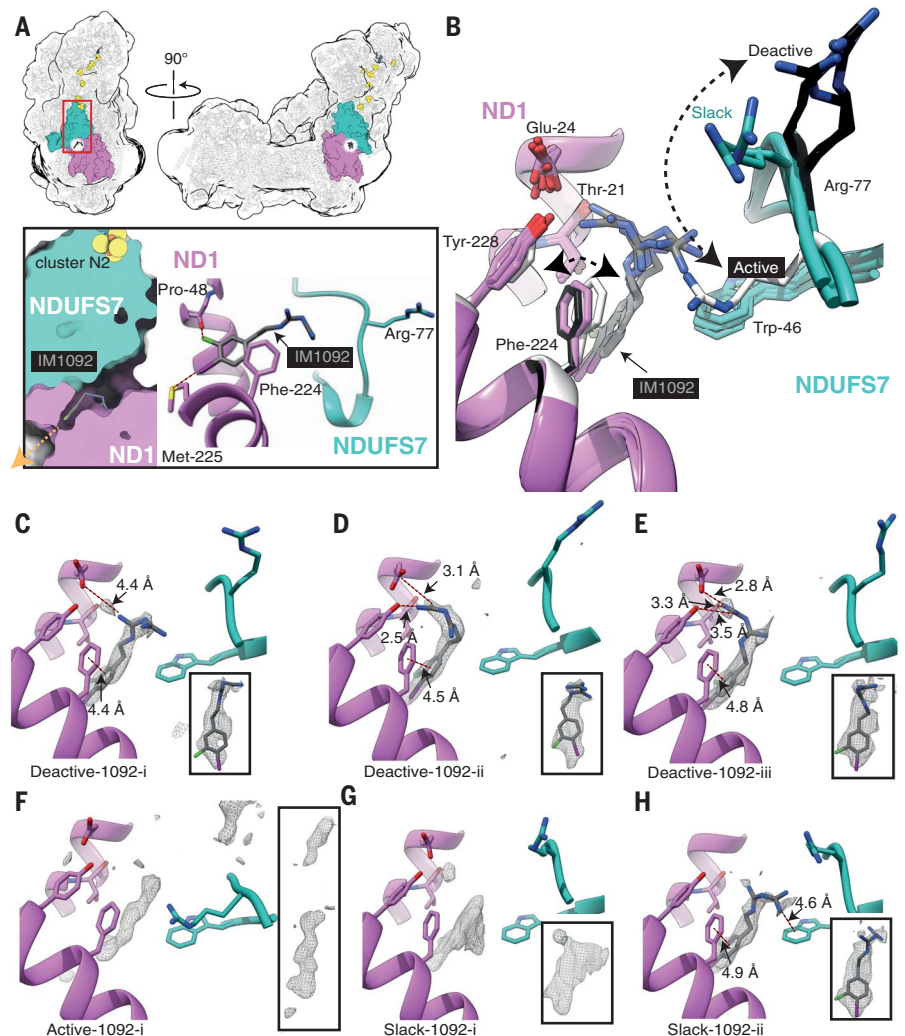 A
90°
cluster N2
NDUFS7
IM1092
ND1
ND1
Pro-48
IM1092
Phe-224
Met-225
Arg-77
NDUFS7
B
Deactive
ND1
Slack
Glu-24
Thr-21
Arg-77
Tyr-228
Active
Trp-46
Phe-224
IM1092
NDUFS7
C
4.4 Å
4.4 Å
Deactive-1092-i
D
3.1 Å
2.5 Å
4.5 Å
Deactive-1092-ii
E
2.8 Å
3.3 Å
3.5 Å
4.8 Å
Deactive-1092-iii
F
Active-1092-i
G
Slack-1092-i
H
4.6 Å
4.9 Å
Slack-1092-ii